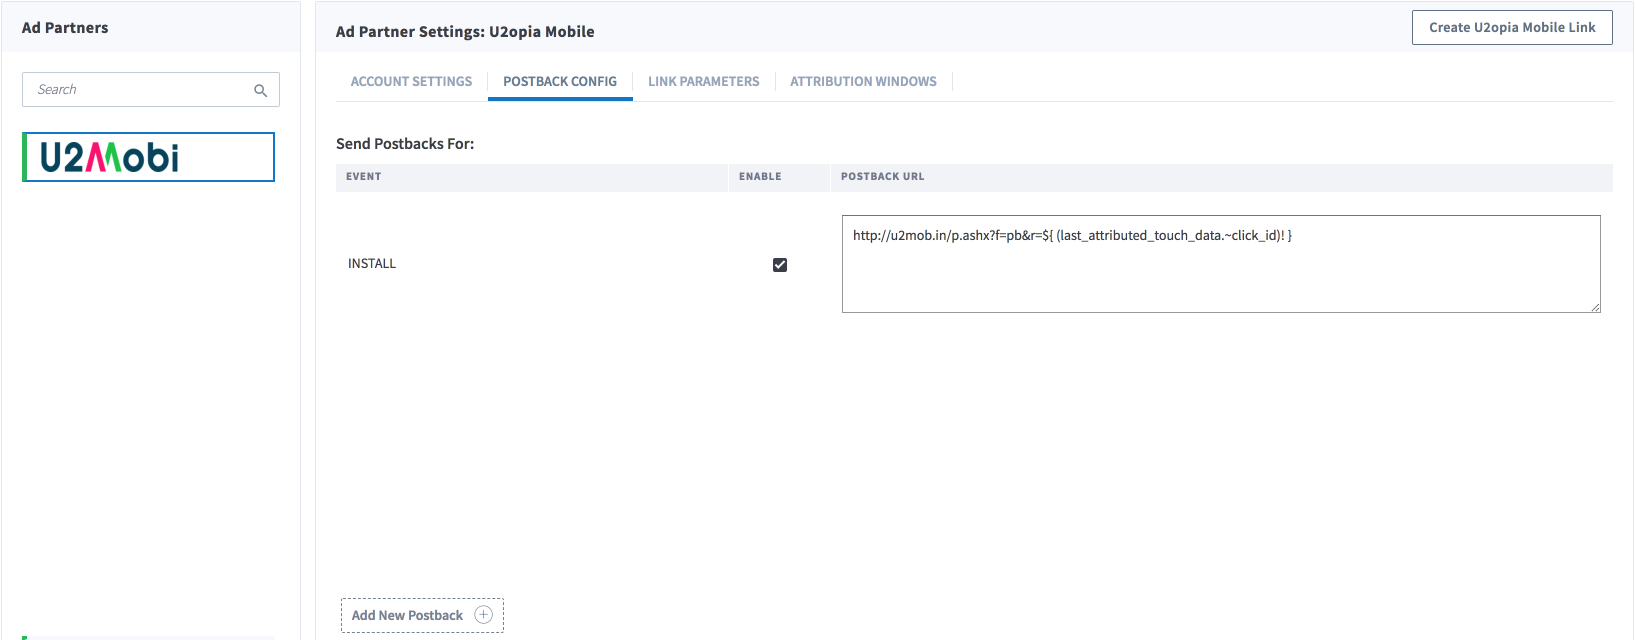 Ad Partners
Search
U2Mobi
Ad Partner Settings: U2opia Mobile
Create U2opia Mobile Link
ACCOUNT SETTINGS
POSTBACK CONFIG
LINK PARAMETERS
ATTRIBUTION WINDOWS
Send Postbacks For:
EVENT
ENABLE
POSTBACK URL
INSTALL
http://u2mob.in/p.ashx?f=pb&r=${ (last_attributed_touch_data.~click_id)! }
Add New Postback